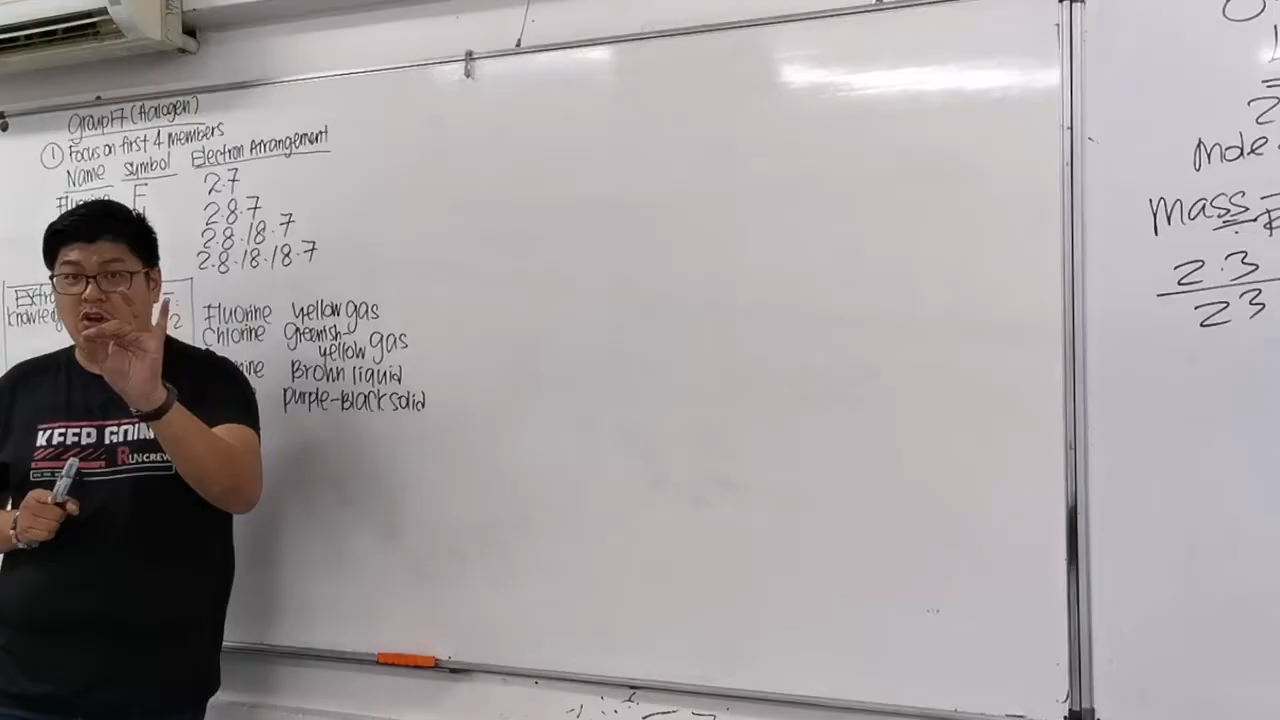 Group 17 (Halogen)
① Focus on first 4 members
Name Symbol Electron Arrangement
F 2.7
2.8.7
2.8.18.7
2.8.18.18.7
Fluorine Yellow gas
Chlorine Greenish-
yellow gas
Brown liquid
Purple-Black solid
KEEP GOIN
RUNCREW
mass =
2.3
23